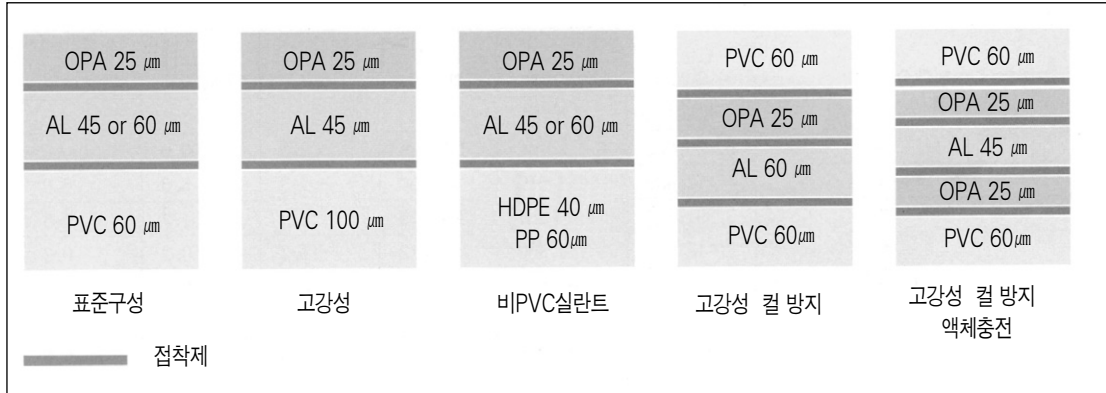 OPA 25 ㎛
AL 45 or 60 ㎛
PVC 60 ㎛
표준구성
OPA 25 ㎛
AL 45 ㎛
PVC 100 ㎛
고강성
OPA 25 ㎛
AL 45 or 60 ㎛
HDPE 40 ㎛
PP 60㎛
비PVC실란트
PVC 60 ㎛
OPA 25 ㎛
AL 60 ㎛
PVC 60㎛
고강성 컬 방지
PVC 60 ㎛
OPA 25 ㎛
AL 45 ㎛
OPA 25 ㎛
PVC 60㎛
고강성 컬 방지
액체충전
접착제